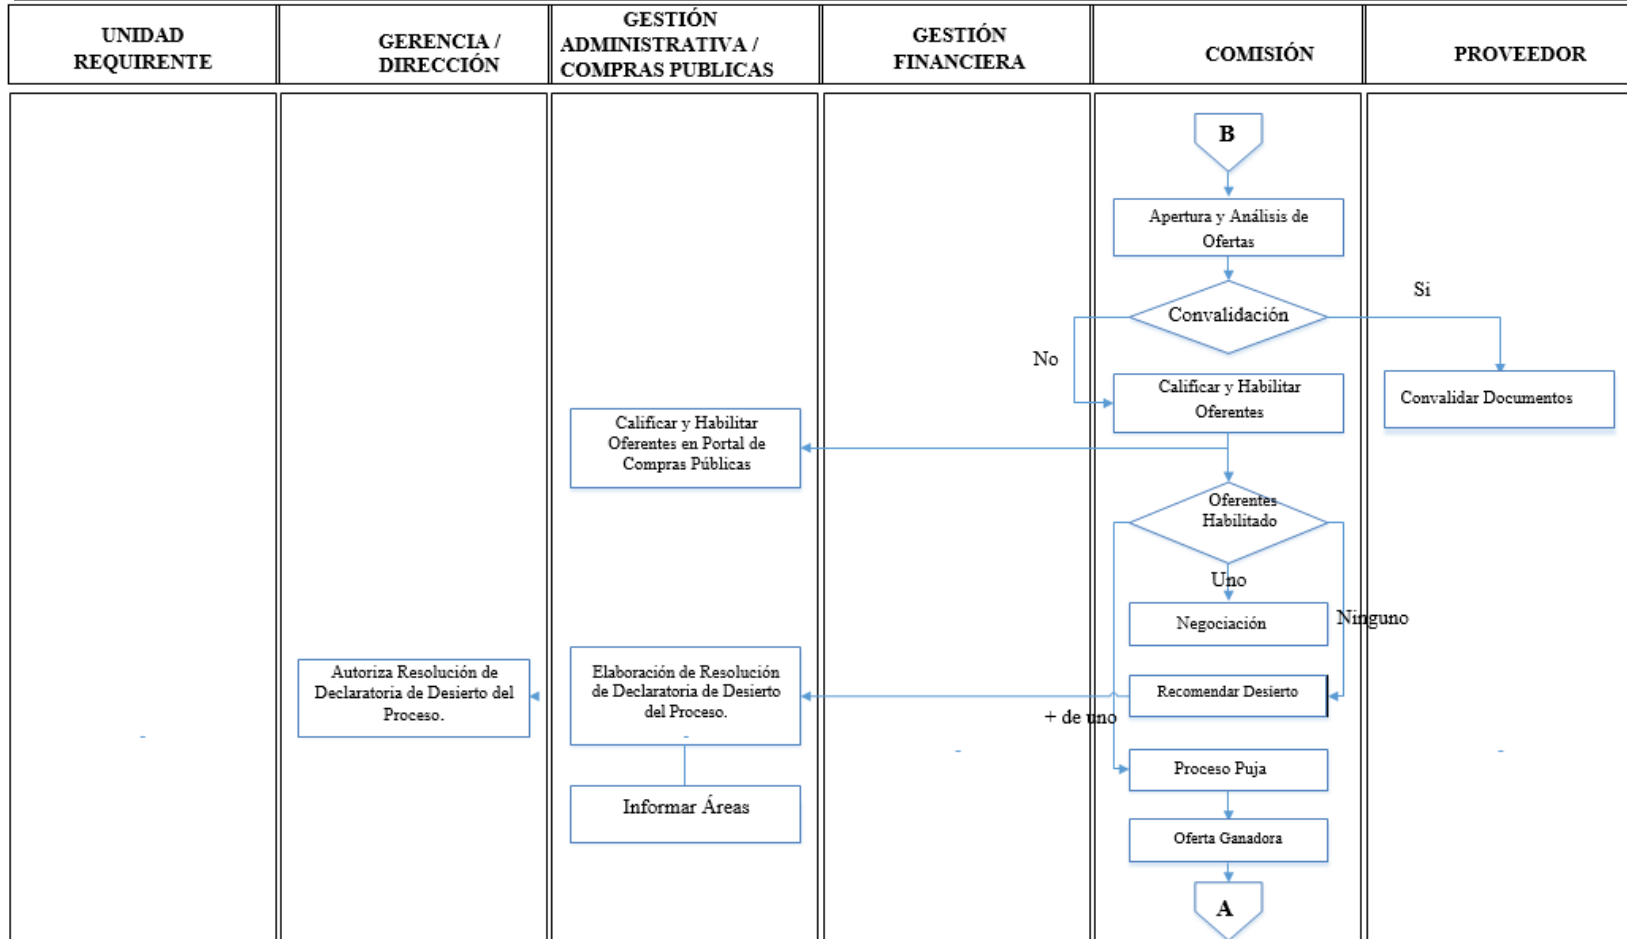 UNIDAD
REQUIRENTE
GERENCIA /
DIRECCIÓN
GESTIÓN
ADMINISTRATIVA /
COMPRAS PUBLICAS
GESTIÓN
FINANCIERA
COMISIÓN
PROVEEDOR
B
Apertura y Análisis de
Ofertas
Convalidación
Si
No
Calificar y Habilitar
Oferentes
Convalidar Documentos
Calificar y Habilitar
Oferentes en Portal de
Compras Públicas
Oferentes
Habilitado
Uno
Negociación
Ninguno
Autoriza Resolución de
Declaratoria de Desierto del
Proceso.
Elaboración de Resolución
de Declaratoria de Desierto
del Proceso.
Recomendar Desierto
+ de uno
Proceso Puja
Informar Áreas
Oferta Ganadora
A